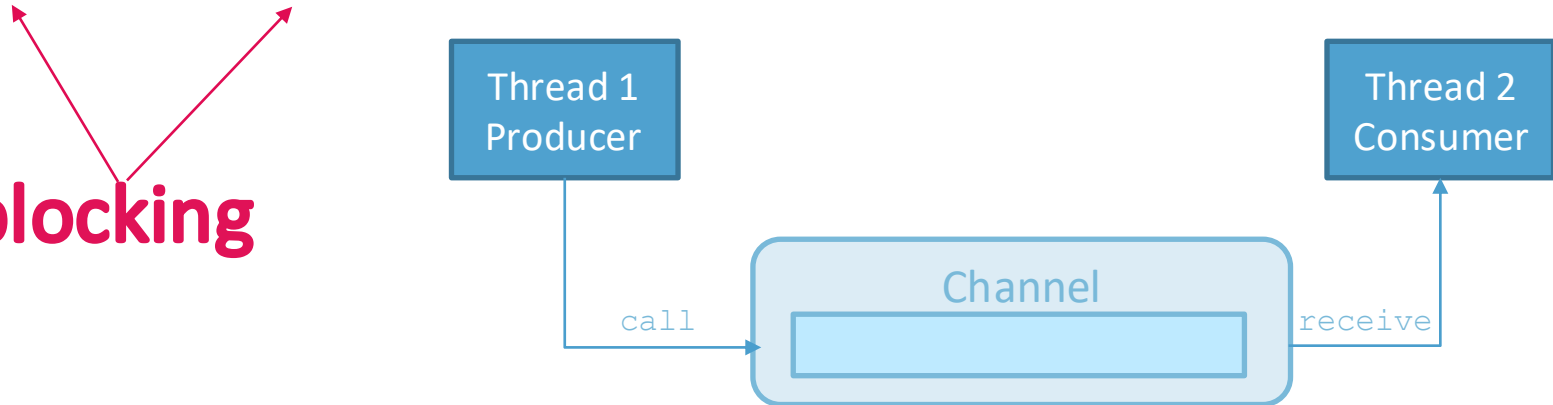 Thread 1
Producer
Thread 2
Consumer
locking
Channel
call
receive